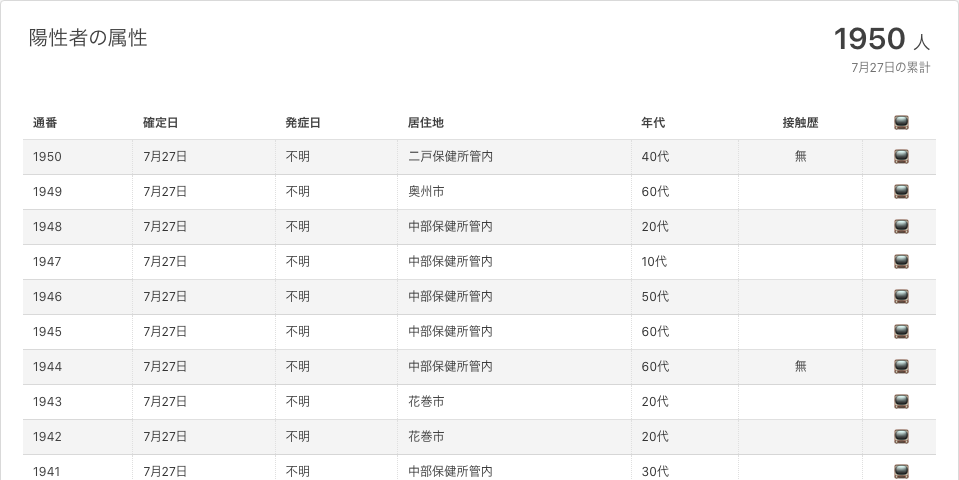 陽性者の属性
1950 人
7月27日の累計
通番 確定日 発症日 居住地 年代 接触歴 📺
1950 7月27日 不明 二戸保健所管内 40代 無 📺
1949 7月27日 不明 奥州市 60代 📺
1948 7月27日 不明 中部保健所管内 20代 📺
1947 7月27日 不明 中部保健所管内 10代 📺
1946 7月27日 不明 中部保健所管内 50代 📺
1945 7月27日 不明 中部保健所管内 60代 📺
1944 7月27日 不明 中部保健所管内 60代 無 📺
1943 7月27日 不明 花巻市 20代 📺
1942 7月27日 不明 花巻市 20代 📺
1941 7月27日 不明 中部保健所管内 30代 📺